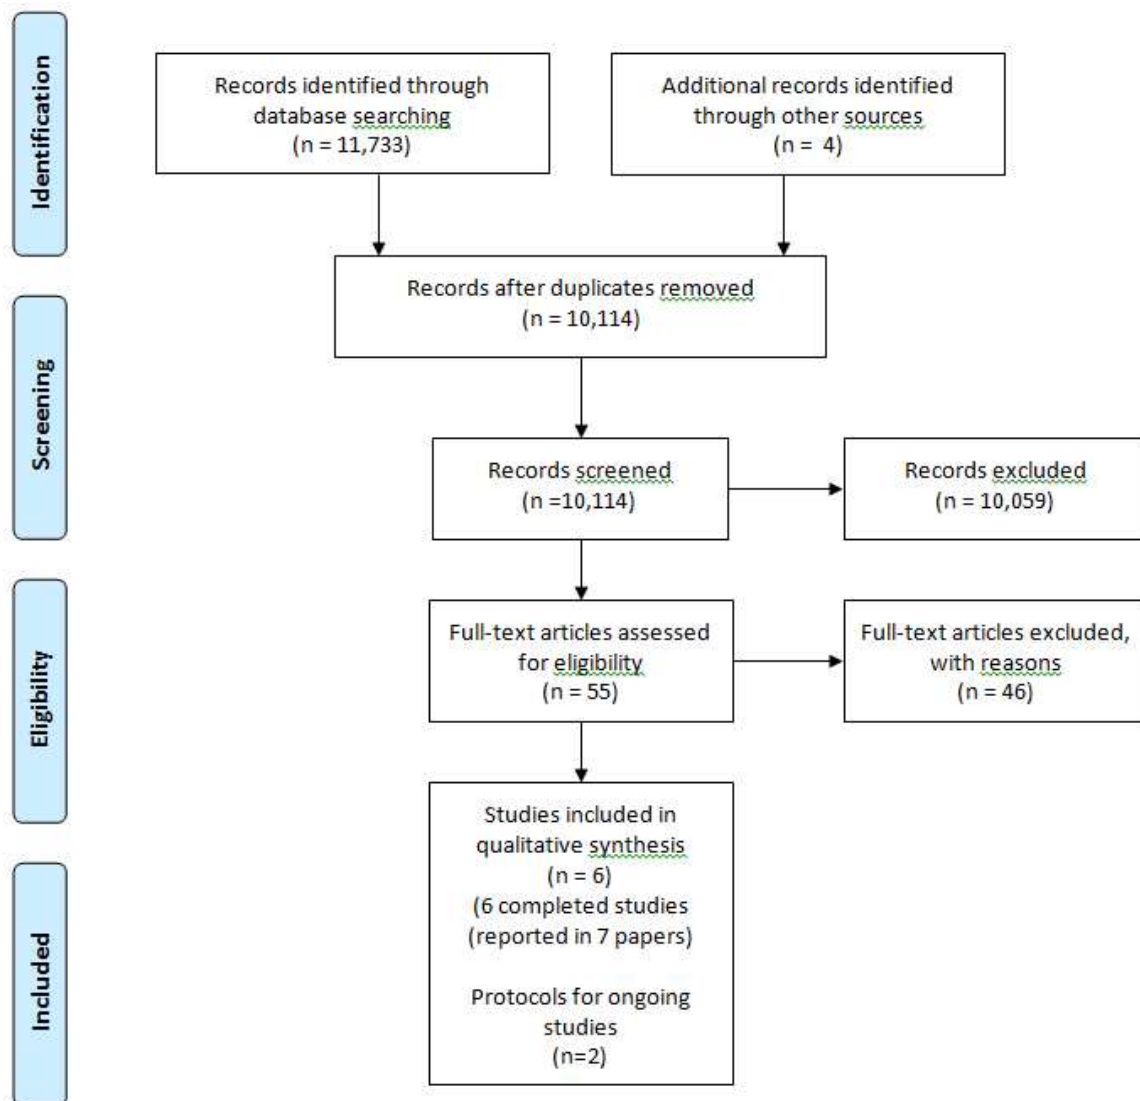 Identification
Records identified through
database searching
(n = 11,733)
Additional records identified
through other sources
(n = 4)
Records after duplicates removed
(n = 10,114)
Screening
Records screened
(n =10,114)
Records excluded
(n = 10,059)
Eligibility
Full-text articles assessed
for eligibility
(n = 55)
Full-text articles excluded,
with reasons
(n = 46)
Included
Studies included in
qualitative synthesis
(n = 6)
(6 completed studies
(reported in 7 papers)
Protocols for ongoing
studies
(n=2)